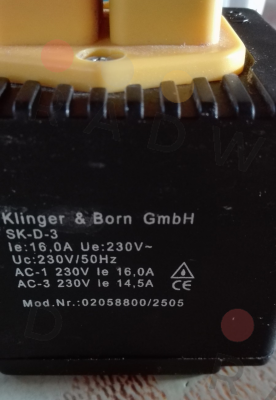 Klinger & Born GmbH
SK-D-3
Ie:16,0A Ue:230V~
Uc:230V/50Hz
AC-1 230V Ie 16,0A
AC-3 230V Ie 14,5A
CE
Mod.Nr.:02058800/2505